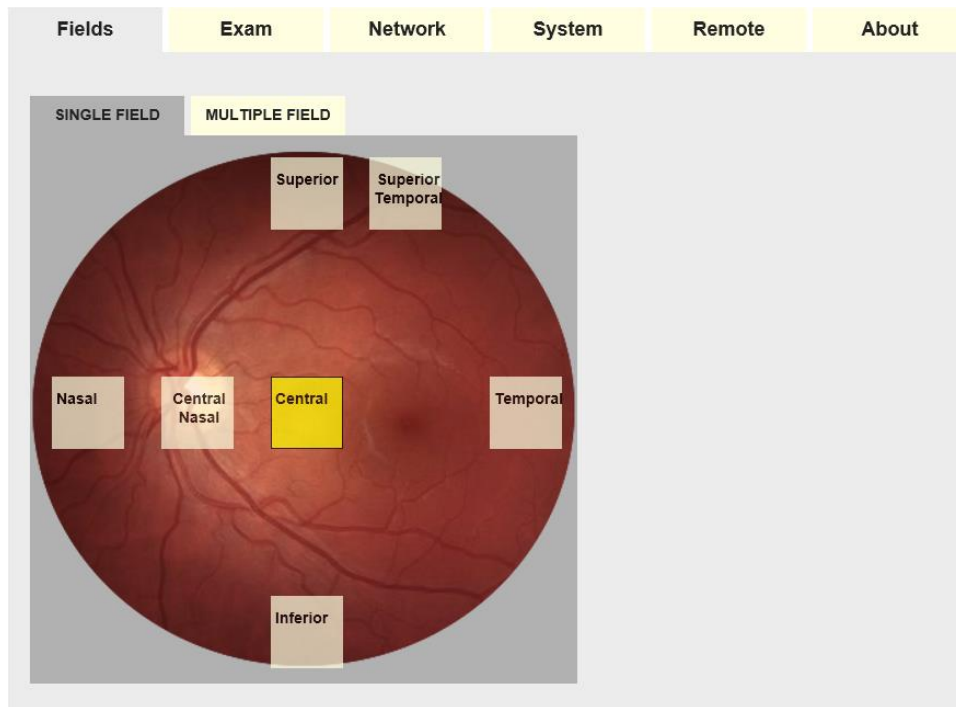 Fields Exam Network System Remote About
SINGLE FIELD MULTIPLE FIELD
Superior
Superior
Temporal
Nasal
Central
Nasal
Central
Temporal
Inferior